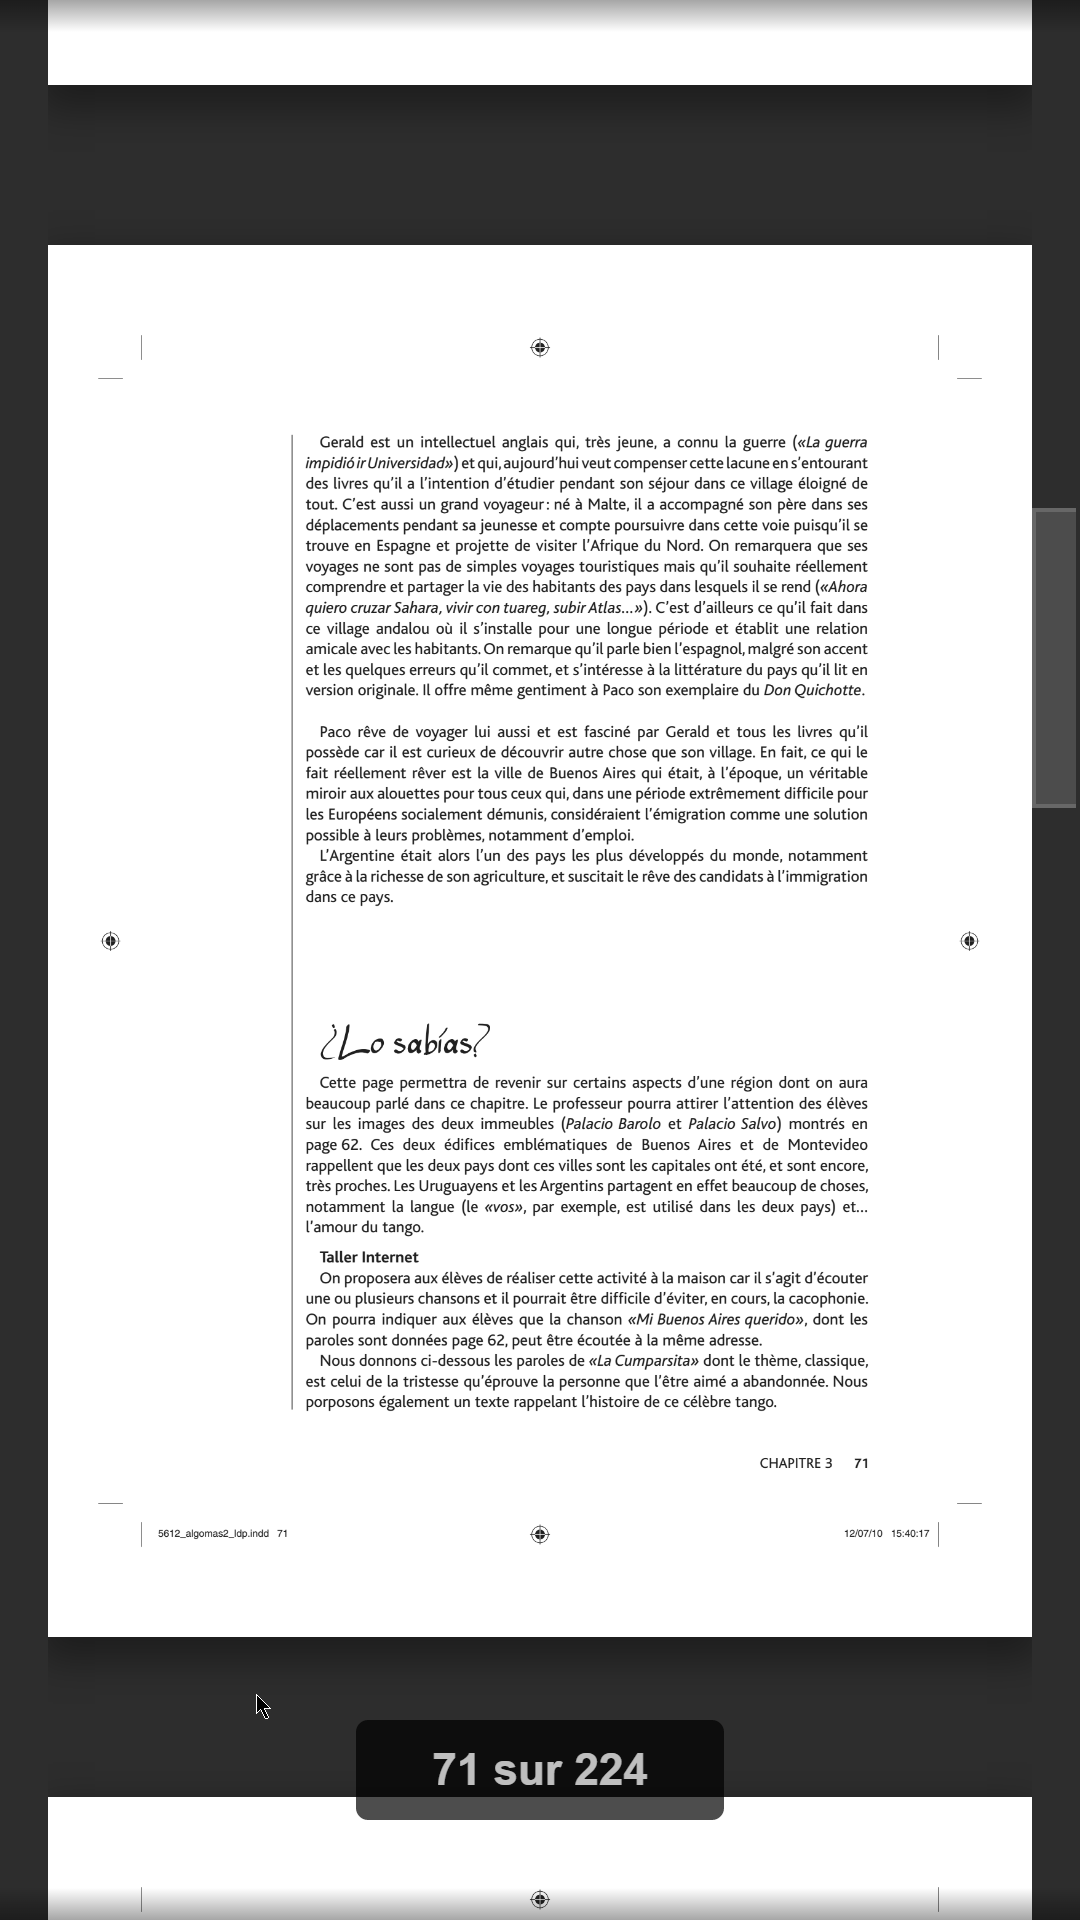 Gerald est un intellectuel anglais qui, très jeune, a connu la guerre («La guerra
impidió ir Universidad») et qui, aujourd’hui veut compenser cette lacune en s’entourant
des livres qu’il a l’intention d’étudier pendant son séjour dans ce village éloigné de
tout. C’est aussi un grand voyageur : né à Malte, il a accompagné son père dans ses
déplacements pendant sa jeunesse et compte poursuivre dans cette voie puisqu’il se
trouve en Espagne et projette de visiter l’Afrique du Nord. On remarquera que ses
voyages ne sont pas de simples voyages touristiques mais qu’il souhaite réellement
comprendre et partager la vie des habitants des pays dans lesquels il se rend («Ahora
quiero cruzar Sahara, vivir con tuareg, subir Atlas...»). C’est d’ailleurs ce qu’il fait dans
ce village andalou où il s’installe pour une longue période et établit une relation
amicale avec les habitants. On remarque qu’il parle bien l’espagnol, malgré son accent
et les quelques erreurs qu’il commet, et s’intéresse à la littérature du pays qu’il lit en
version originale. Il offre même gentiment à Paco son exemplaire du Don Quichotte.
Paco rêve de voyager lui aussi et est fasciné par Gerald et tous les livres qu’il
possède car il est curieux de découvrir autre chose que son village. En fait, ce qui le
fait réellement rêver est la ville de Buenos Aires qui était, à l’époque, un véritable
miroir aux alouettes pour tous ceux qui, dans une période extrêmement difficile pour
les Européens socialement démunis, considéraient l’émigration comme une solution
possible à leurs problèmes, notamment d’emploi.
L’Argentine était alors l’un des pays les plus développés du monde, notamment
grâce à la richesse de son agriculture, et suscitait le rêve des candidats à l’immigration
dans ce pays.
¿Lo sabías?
Cette page permettra de revenir sur certains aspects d’une région dont on aura
beaucoup parlé dans ce chapitre. Le professeur pourra attirer l’attention des élèves
sur les images des deux immeubles (Palacio Barolo et Palacio Salvo) montrés en
page 62. Ces deux édifices emblématiques de Buenos Aires et de Montevideo
rappellent que les deux pays dont ces villes sont les capitales ont été, et sont encore,
très proches. Les Uruguayens et les Argentins partagent en effet beaucoup de choses,
notamment la langue (le «vos», par exemple, est utilisé dans les deux pays) et...
l’amour du tango.
Taller Internet
On proposera aux élèves de réaliser cette activité à la maison car il s’agit d’écouter
une ou plusieurs chansons et il pourrait être difficile d’éviter, en cours, la cacophonie.
On pourra indiquer aux élèves que la chanson «Mi Buenos Aires querido», dont les
paroles sont données page 62, peut être écoutée à la même adresse.
Nous donnons ci-dessous les paroles de «La Cumparsita» dont le thème, classique,
est celui de la tristesse qu’éprouve la personne que l’être aimé a abandonnée. Nous
porposons également un texte rappelant l’histoire de ce célèbre tango.
CHAPITRE 3 71
5612_algomas2_ldp.indd 71 12/07/10 15:40:17
71 sur 224